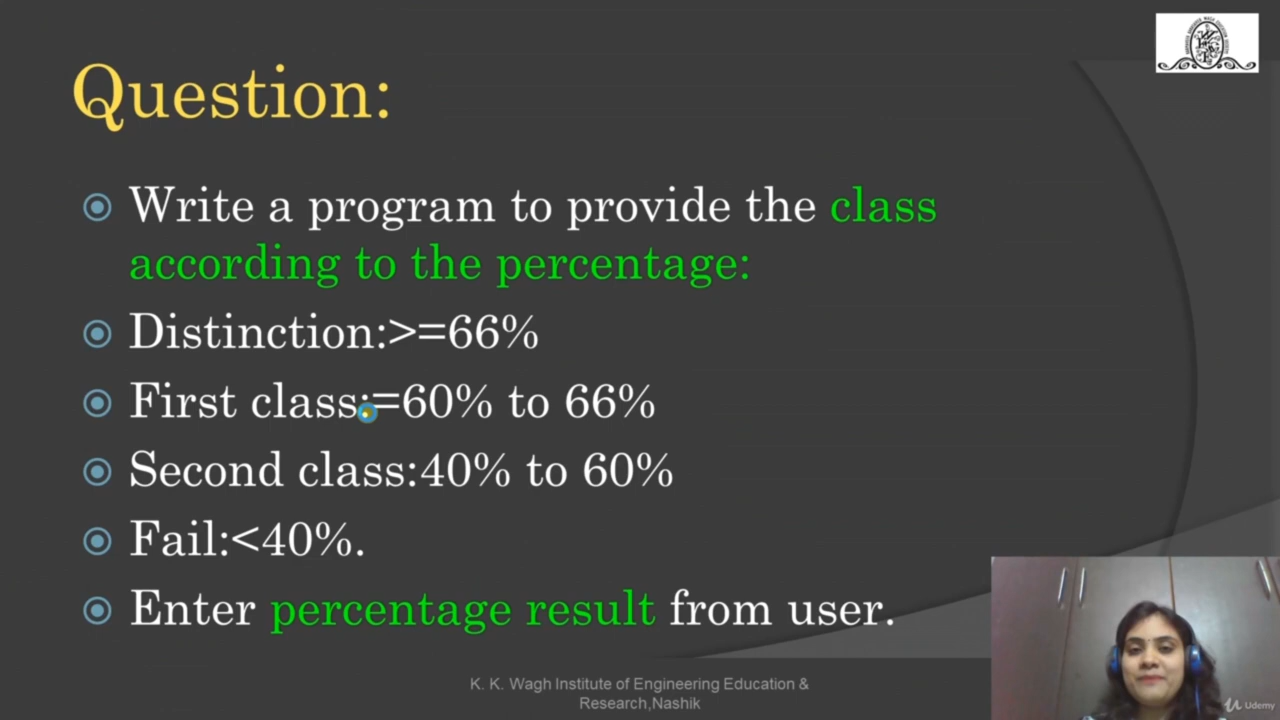 Question:
Write a program to provide the class
according to the percentage:
Distinction:>=66%
First class:=60% to 66%
Second class:40% to 60%
Fail:<40%.
Enter percentage result from user.
K. K. Wagh Institute of Engineering Education &
Research,Nashik
Udemy